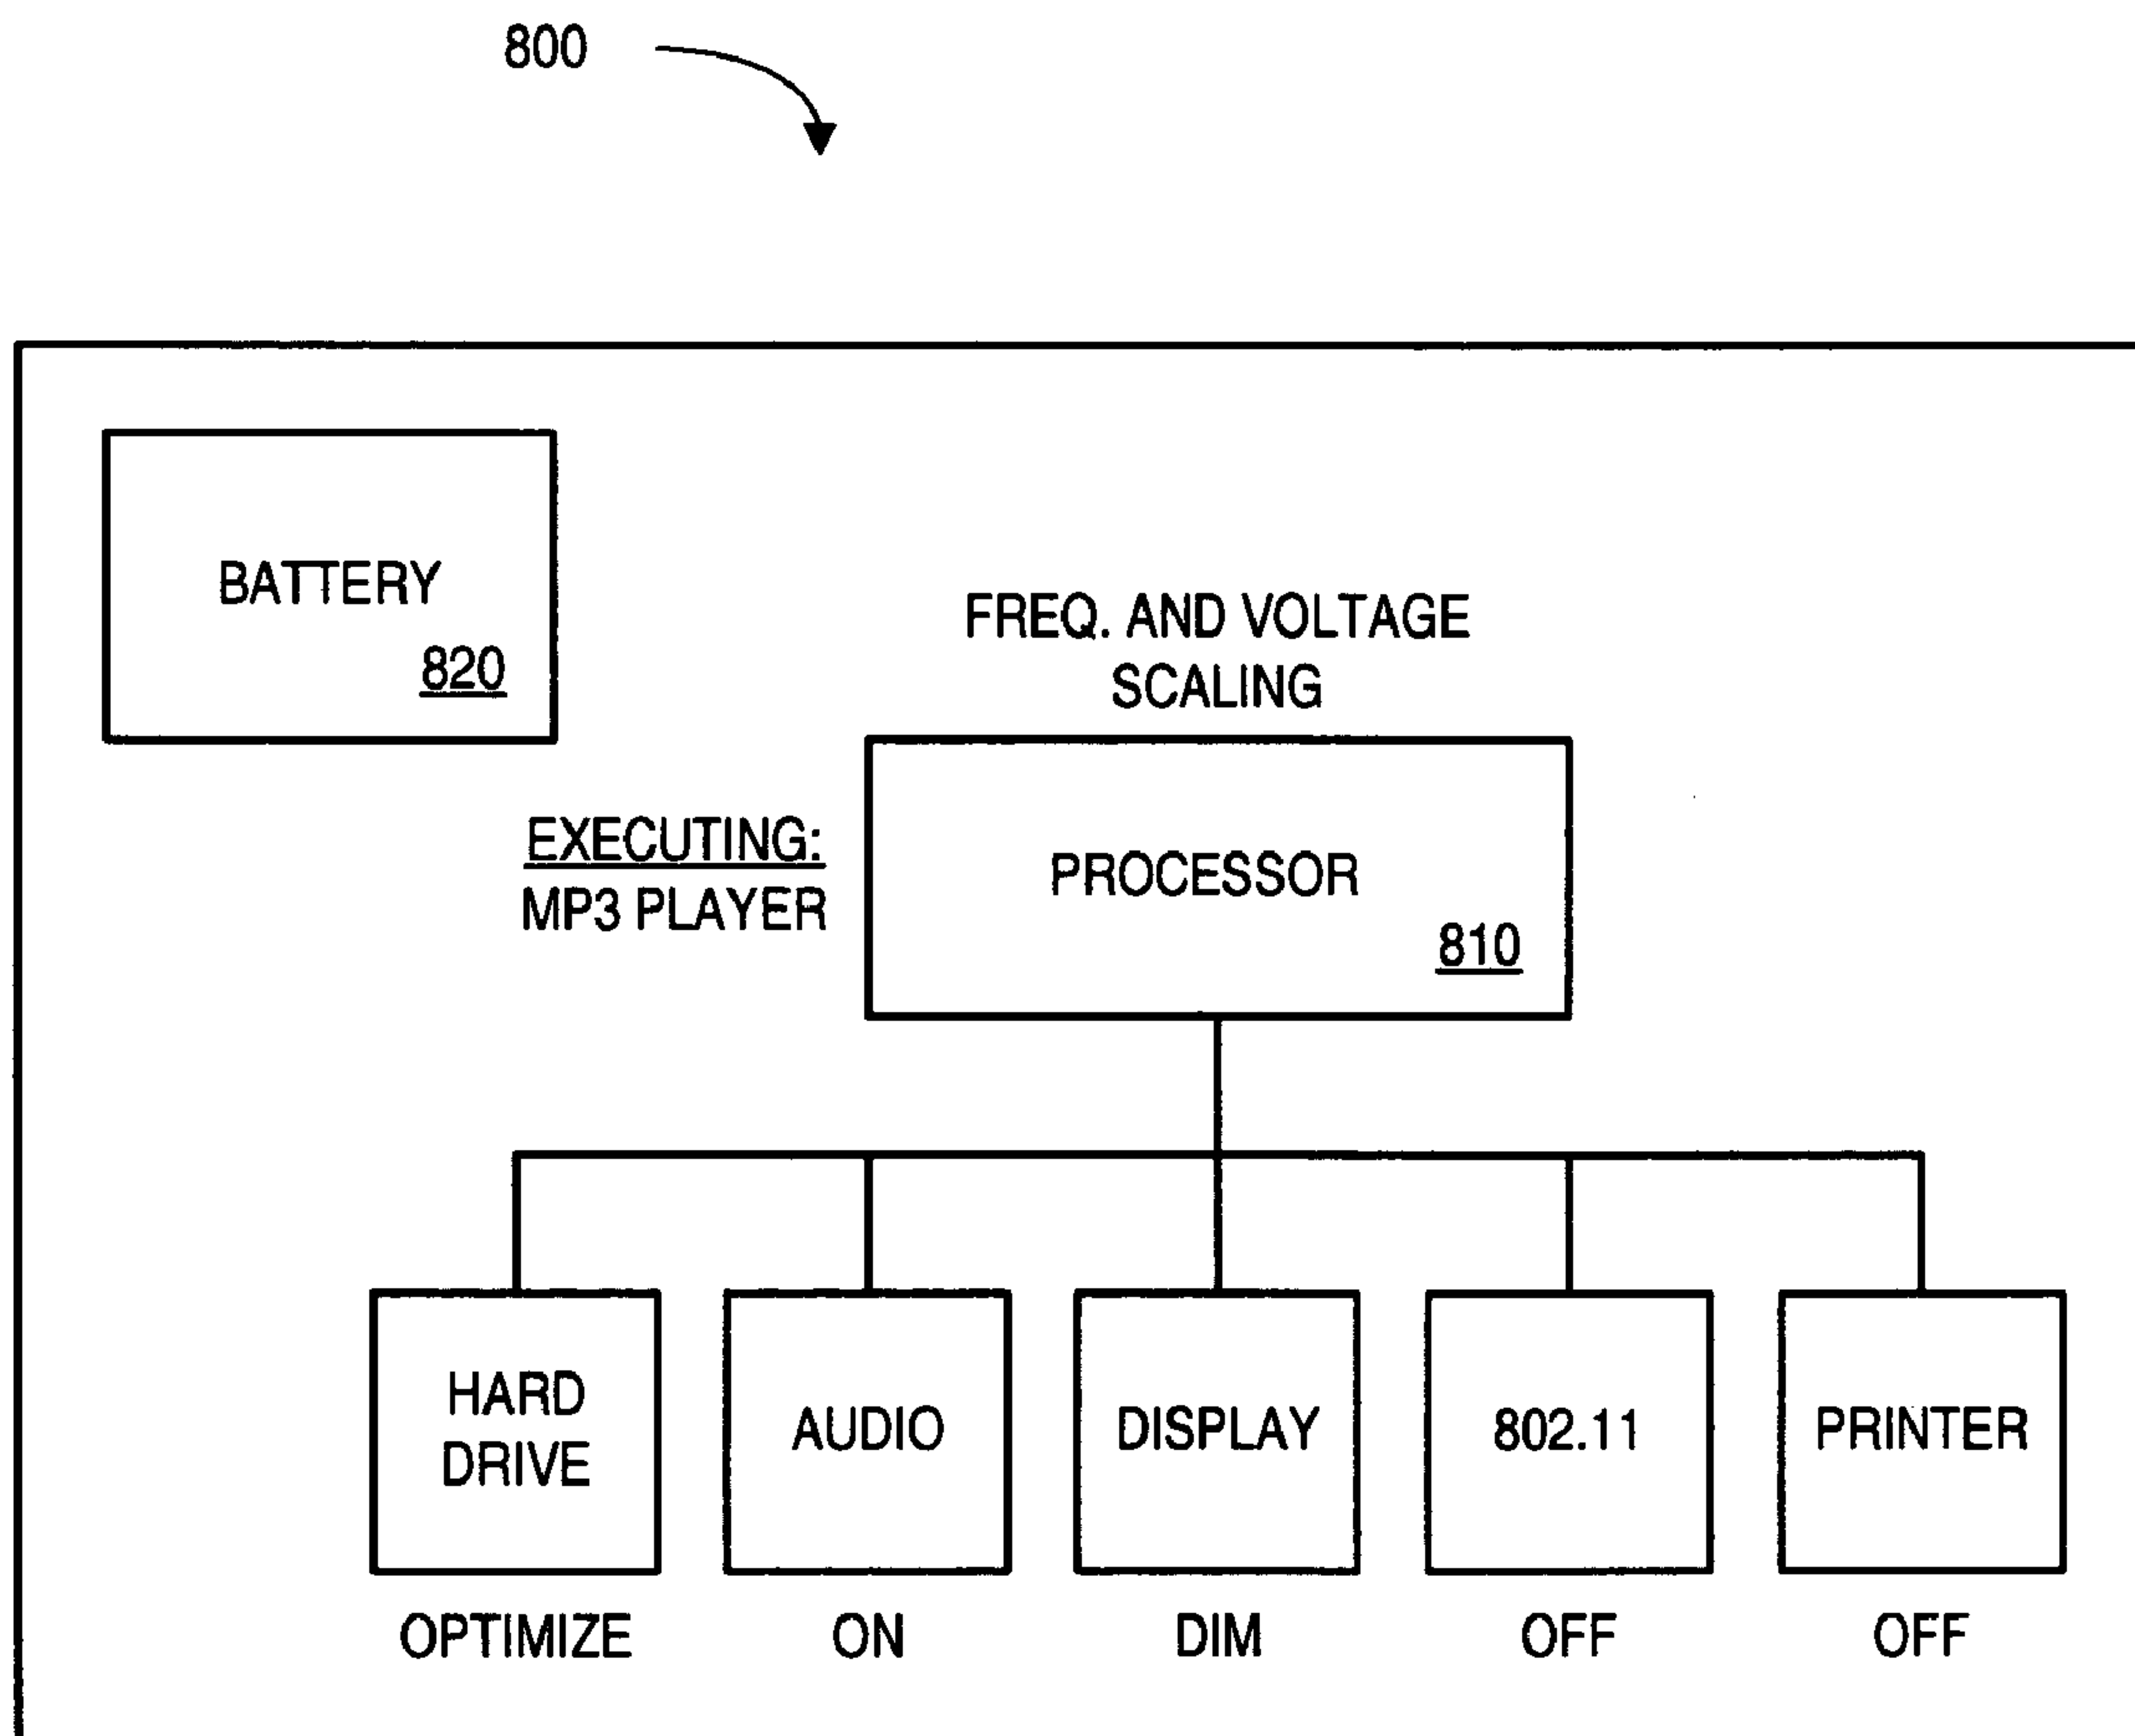 800
BATTERY
820
FREQ. AND VOLTAGE
SCALING
EXECUTING:
MP3 PLAYER
PROCESSOR
810
HARD
DRIVE
AUDIO
DISPLAY
802.11
PRINTER
OPTIMIZE
ON
DIM
OFF
OFF